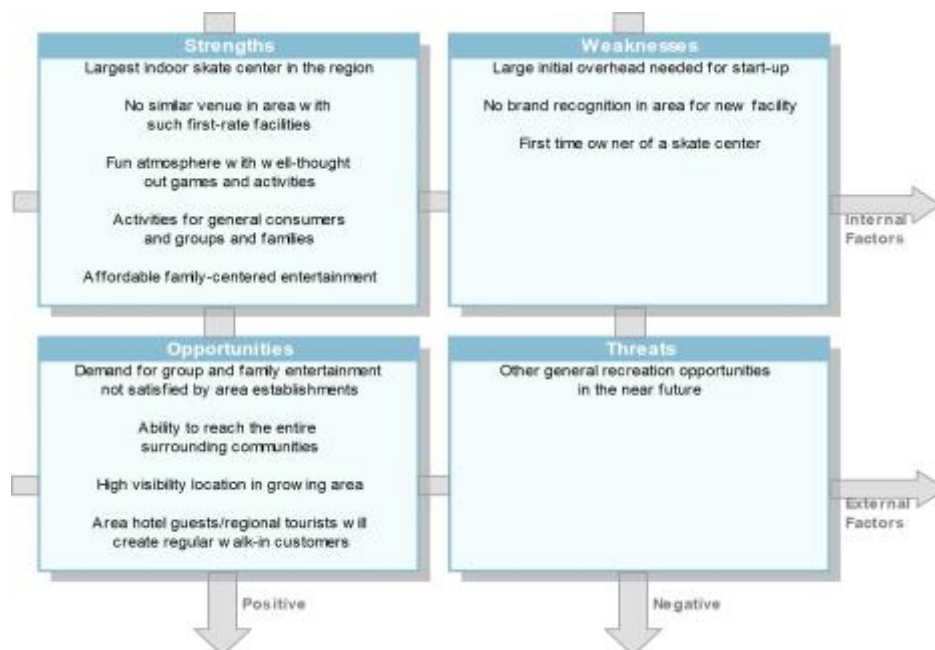 Strengths
Largest indoor skate center in the region
No similar venue in area with
such first-rate facilities
Fun atmosphere with well-thought
out games and activities
Activities for general consumers
and groups and families
Affordable family-centered entertainment
Weaknesses
Large initial overhead needed for start-up
No brand recognition in area for new facility
First time owner of a skate center
Internal
Factors
Opportunities
Demand for group and family entertainment
not satisfied by area establishments
Ability to reach the entire
surrounding communities
High visibility location in growing area
Area hotel guests/regional tourists will
create regular walk-in customers
Threats
Other general recreation opportunities
in the near future
External
Factors
Positive
Negative